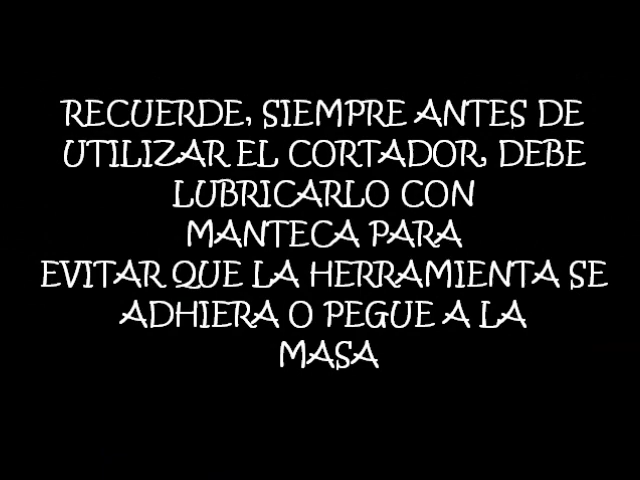 RECUERDE, SIEMPRE ANTES DE
UTILIZAR EL CORTADOR, DEBE
LUBRICARLO CON
MANTECA PARA
EVITAR QUE LA HERRAMIENTA SE
ADHIERA O PEGUE A LA
MASA